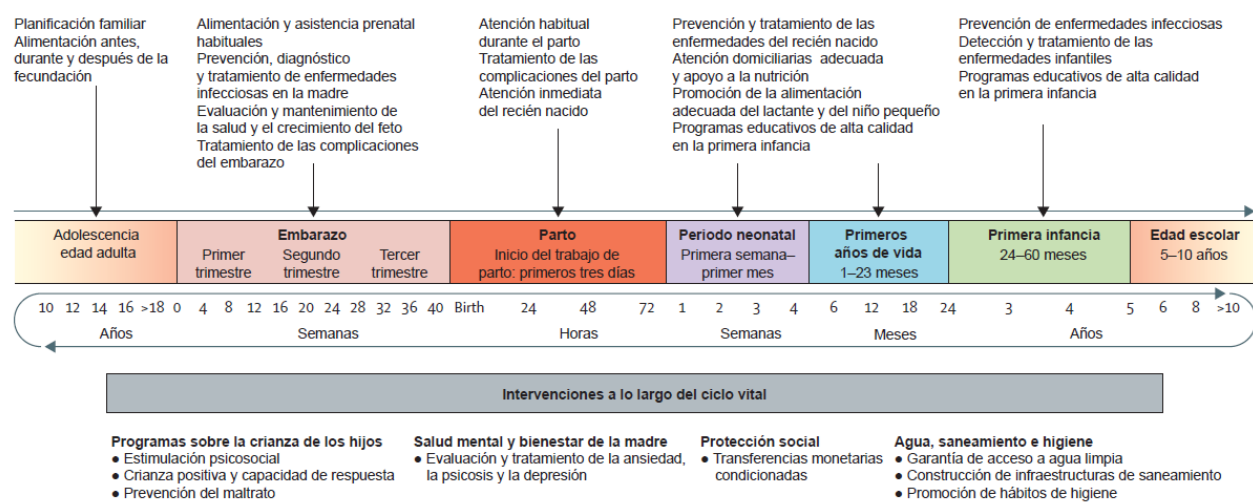 Planificación familiar
Alimentación antes,
durante y después de la
fecundación
Alimentación y asistencia prenatal
habituales
Prevención, diagnóstico
y tratamiento de enfermedades
infecciosas en la madre
Evaluación y mantenimiento de
la salud y el crecimiento del feto
Tratamiento de las complicaciones
del embarazo
Atención habitual
durante el parto
Tratamiento de las
complicaciones del parto
Atención inmediata
del recién nacido
Prevención y tratamiento de las
enfermedades del recién nacido
Atención domiciliarias adecuada
y apoyo a la nutrición
Promoción de la alimentación
adecuada del lactante y del niño pequeño
Programas educativos de alta calidad
en la primera infancia
Prevención de enfermedades infecciosas
Detección y tratamiento de las
enfermedades infantiles
Programas educativos de alta calidad
en la primera infancia
Adolescencia
edad adulta
Embarazo
Primer
trimestre
Segundo
trimestre
Tercer
trimestre
Parto
Inicio del trabajo de
parto: primeros tres días
Periodo neonatal
Primera semana–
primer mes
Primeros
años de vida
1–23 meses
Primera infancia
24–60 meses
Edad escolar
5–10 años
10 12 14 16 >18 0 4 8 12 16 20 24 28 32 36 40 Birth 24 48 72 1 2 3 4 6 12 18 24 3 4 5 6 8 >10
Años Semanas Horas Semanas Meses Años
Intervenciones a lo largo del ciclo vital
Programas sobre la crianza de los hijos
● Estimulación psicosocial
● Crianza positiva y capacidad de respuesta
● Prevención del maltrato
Salud mental y bienestar de la madre
● Evaluación y tratamiento de la ansiedad,
la psicosis y la depresión
Protección social
● Transferencias monetarias
condicionadas
Agua, saneamiento e higiene
● Garantía de acceso a agua limpia
● Construcción de infraestructuras de saneamiento
● Promoción de hábitos de higiene